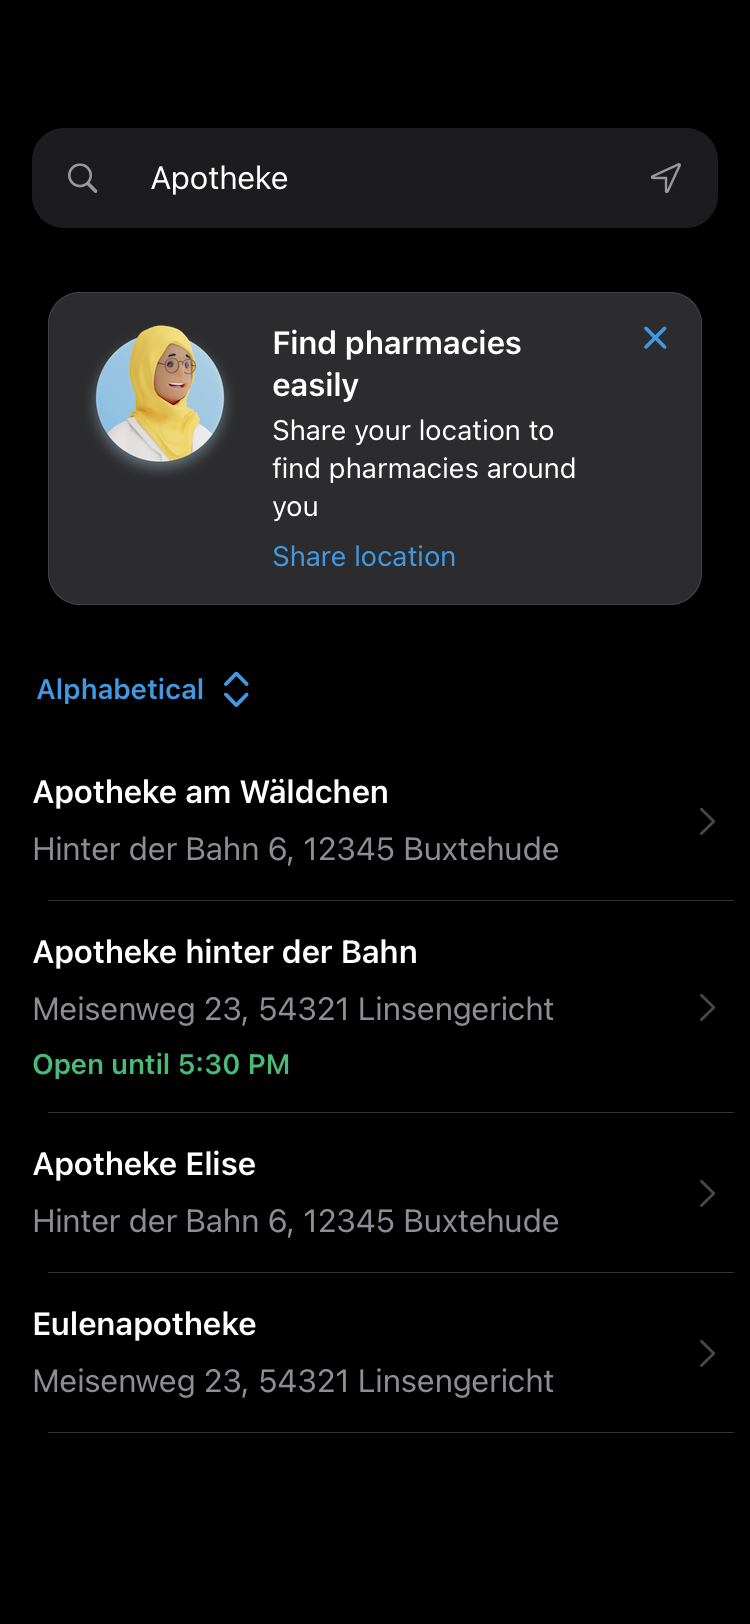 Apotheke
Find pharmacies
easily
Share your location to
find pharmacies around
you
Share location
Alphabetical
Apotheke am Wäldchen
Hinter der Bahn 6, 12345 Buxtehude
Apotheke hinter der Bahn
Meisenweg 23, 54321 Linsengericht
Open until 5:30 PM
Apotheke Elise
Hinter der Bahn 6, 12345 Buxtehude
Eulenapotheke
Meisenweg 23, 54321 Linsengericht